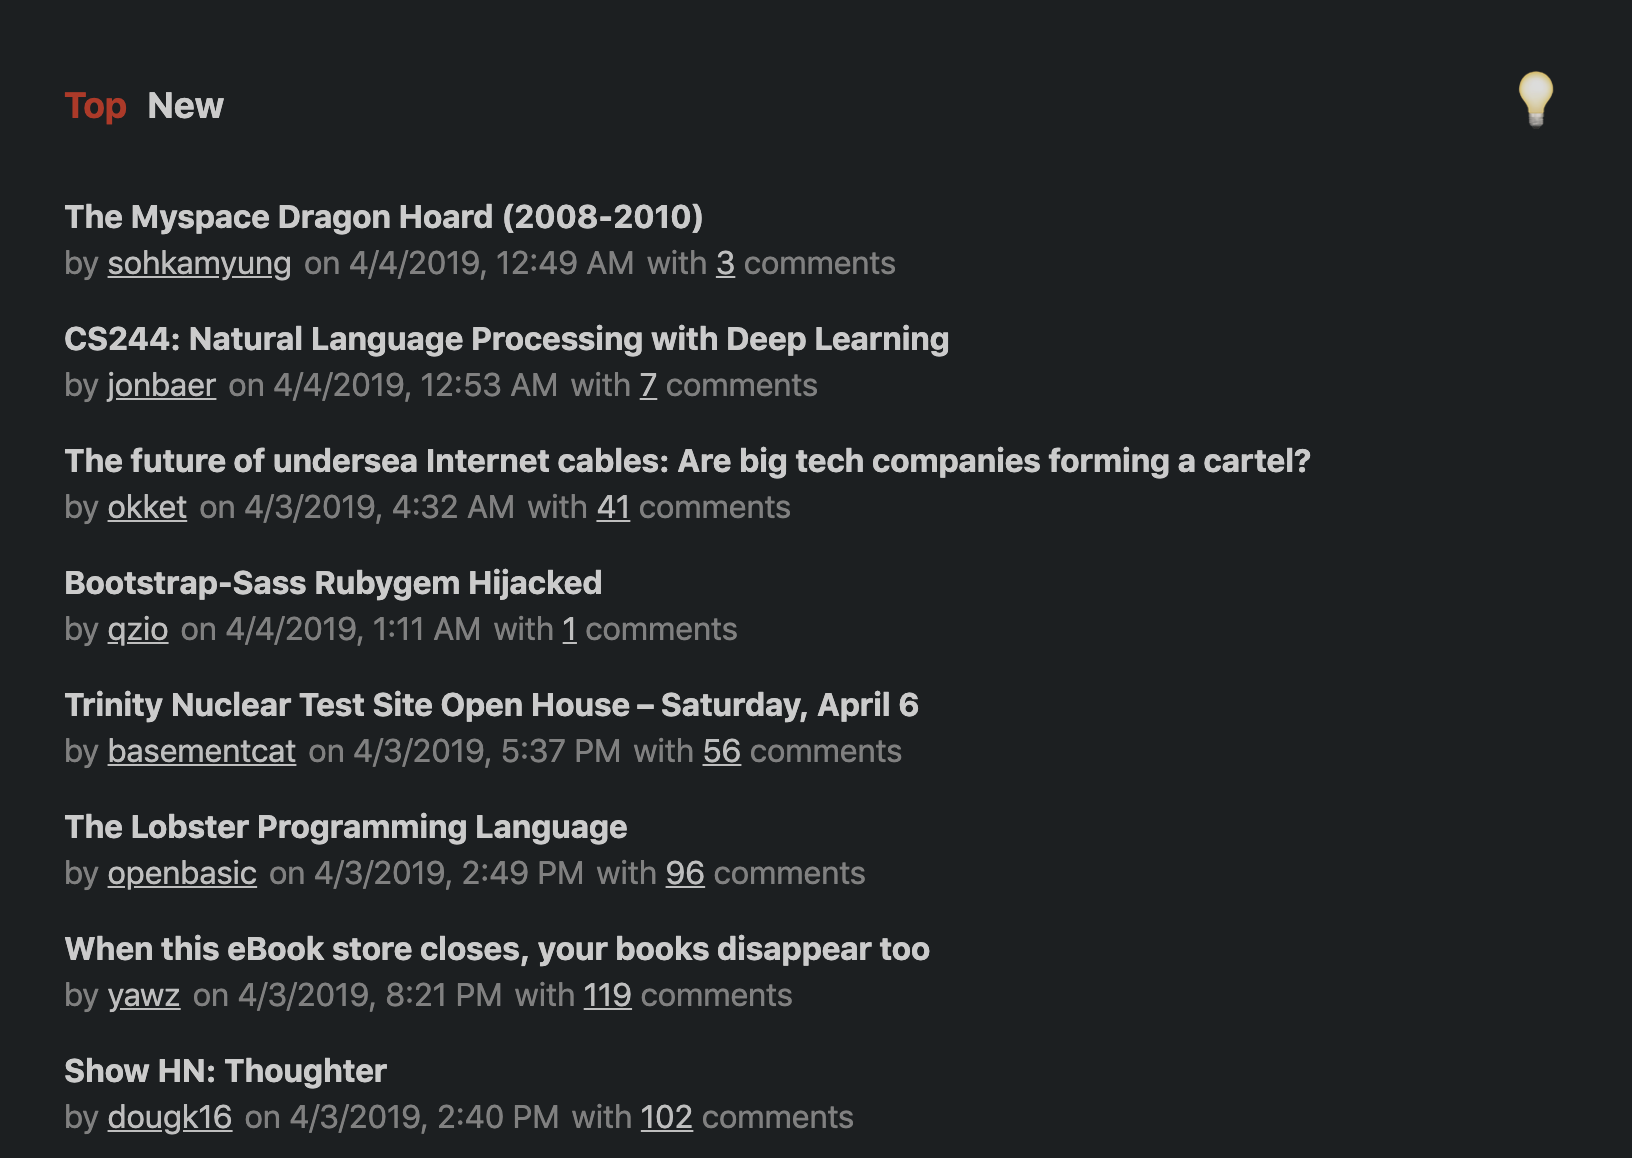 Top New
The Myspace Dragon Hoard (2008-2010)
by sohkamyung on 4/4/2019, 12:49 AM with 3 comments
CS244: Natural Language Processing with Deep Learning
by jonbaer on 4/4/2019, 12:53 AM with 7 comments
The future of undersea Internet cables: Are big tech companies forming a cartel?
by okket on 4/3/2019, 4:32 AM with 41 comments
Bootstrap-Sass Rubygem Hijacked
by qzio on 4/4/2019, 1:11 AM with 1 comments
Trinity Nuclear Test Site Open House – Saturday, April 6
by basementcat on 4/3/2019, 5:37 PM with 56 comments
The Lobster Programming Language
by openbasic on 4/3/2019, 2:49 PM with 96 comments
When this eBook store closes, your books disappear too
by yawz on 4/3/2019, 8:21 PM with 119 comments
Show HN: Thoughter
by dougk16 on 4/3/2019, 2:40 PM with 102 comments